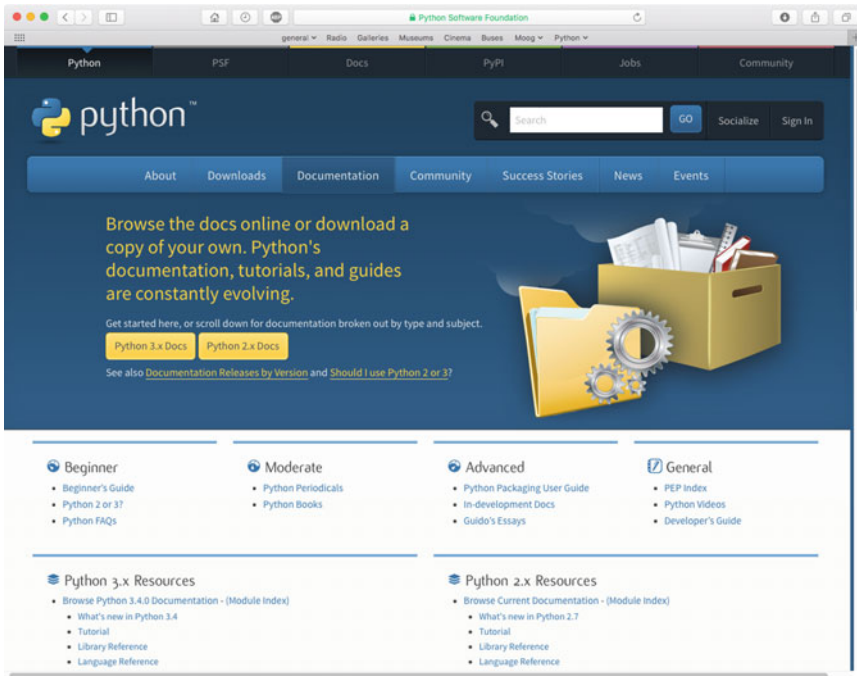 Python Software Foundation
general Radio Galleries Museums Cinema Buses Moog Python
Python PSF Docs PyPI Jobs Community
python™
Search GO Socialize Sign In
About Downloads Documentation Community Success Stories News Events
Browse the docs online or download a
copy of your own. Python's
documentation, tutorials, and guides
are constantly evolving.
Get started here, or scroll down for documentation broken out by type and subject.
Python 3.x Docs Python 2.x Docs
See also Documentation Releases by Version and Should I use Python 2 or 3?
Beginner
Beginner's Guide
Python 2 or 3?
Python FAQs
Moderate
Python Periodicals
Python Books
Advanced
Python Packaging User Guide
In-development Docs
Guido's Essays
General
PEP Index
Python Videos
Developer's Guide
Python 3.x Resources
Browse Python 3.4.0 Documentation - (Module Index)
What's new in Python 3.4
Tutorial
Library Reference
Language Reference
Python 2.x Resources
Browse Current Documentation - (Module Index)
What's new in Python 2.7
Tutorial
Library Reference
Language Reference